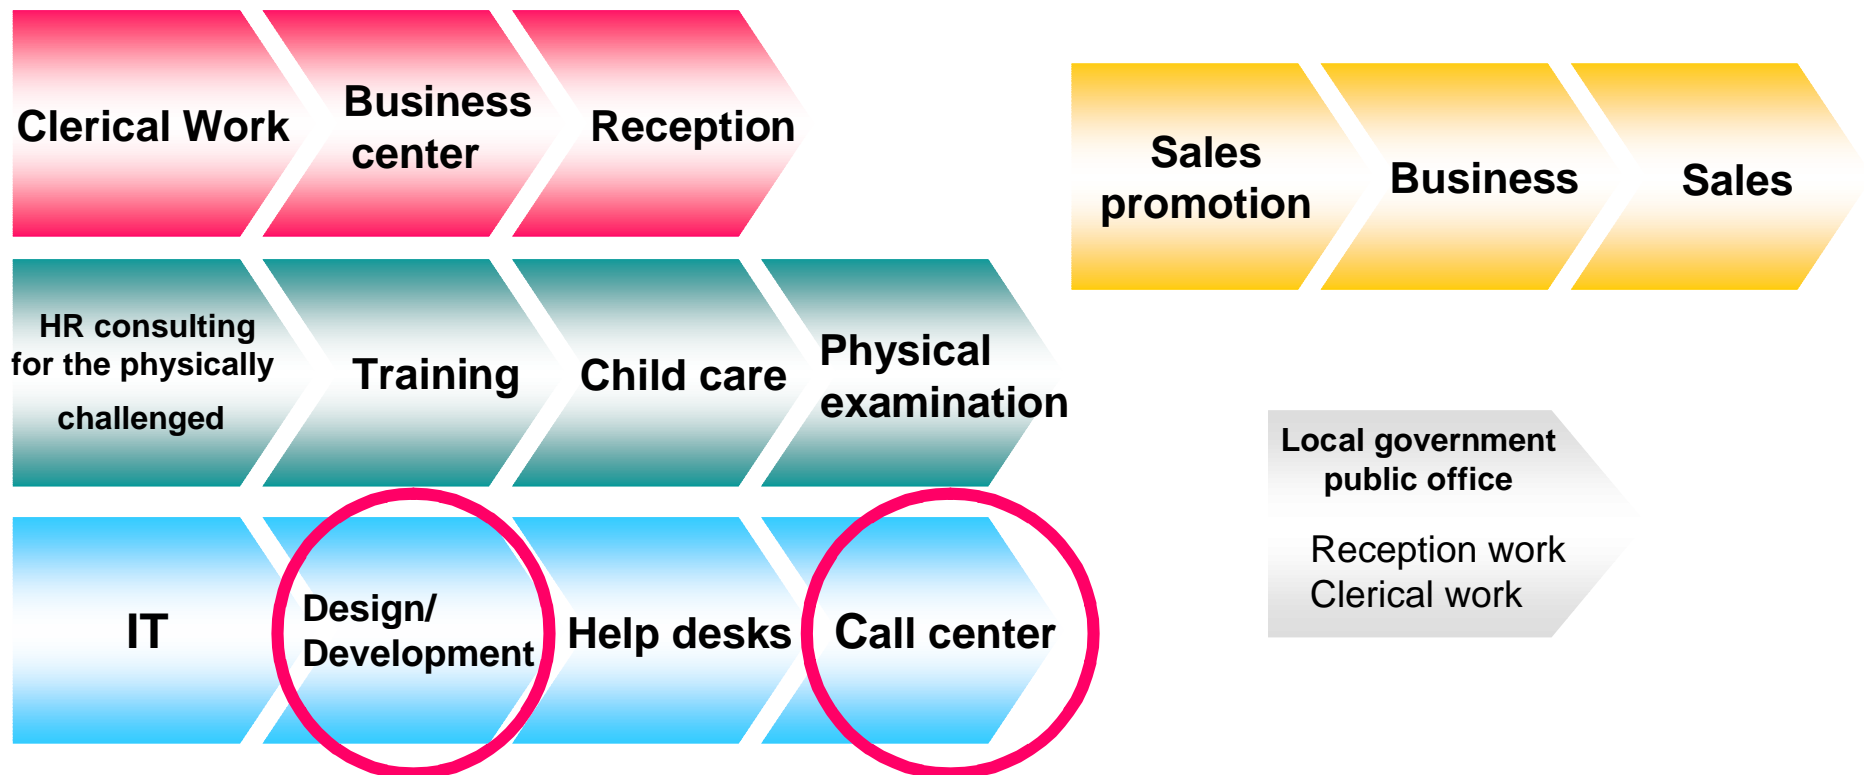 Clerical Work
Business
center
Reception
Sales
promotion
Business
Sales
HR consulting
for the physically
challenged
Training
Child care
Physical
examination
Local government
public office
Reception work
Clerical work
IT
Design/
Development
Help desks
Call center